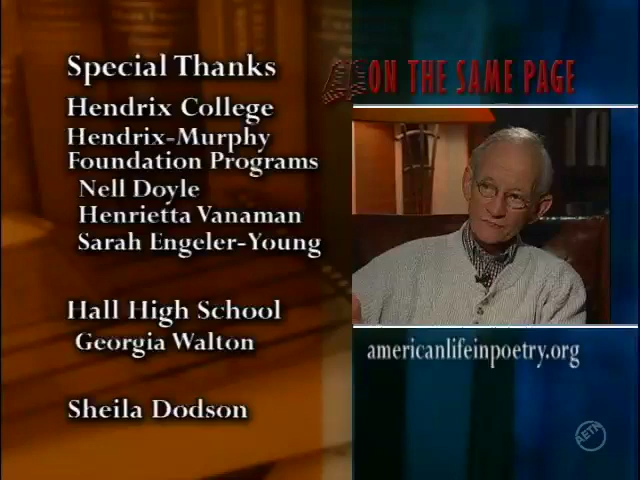 Special Thanks
Hendrix College
Hendrix-Murphy
Foundation Programs
Nell Doyle
Henrietta Vanaman
Sarah Engeler-Young
Hall High School
Georgia Walton
Sheila Dodson
ON THE SAME PAGE
americanlifeinpoetry.org
AETN